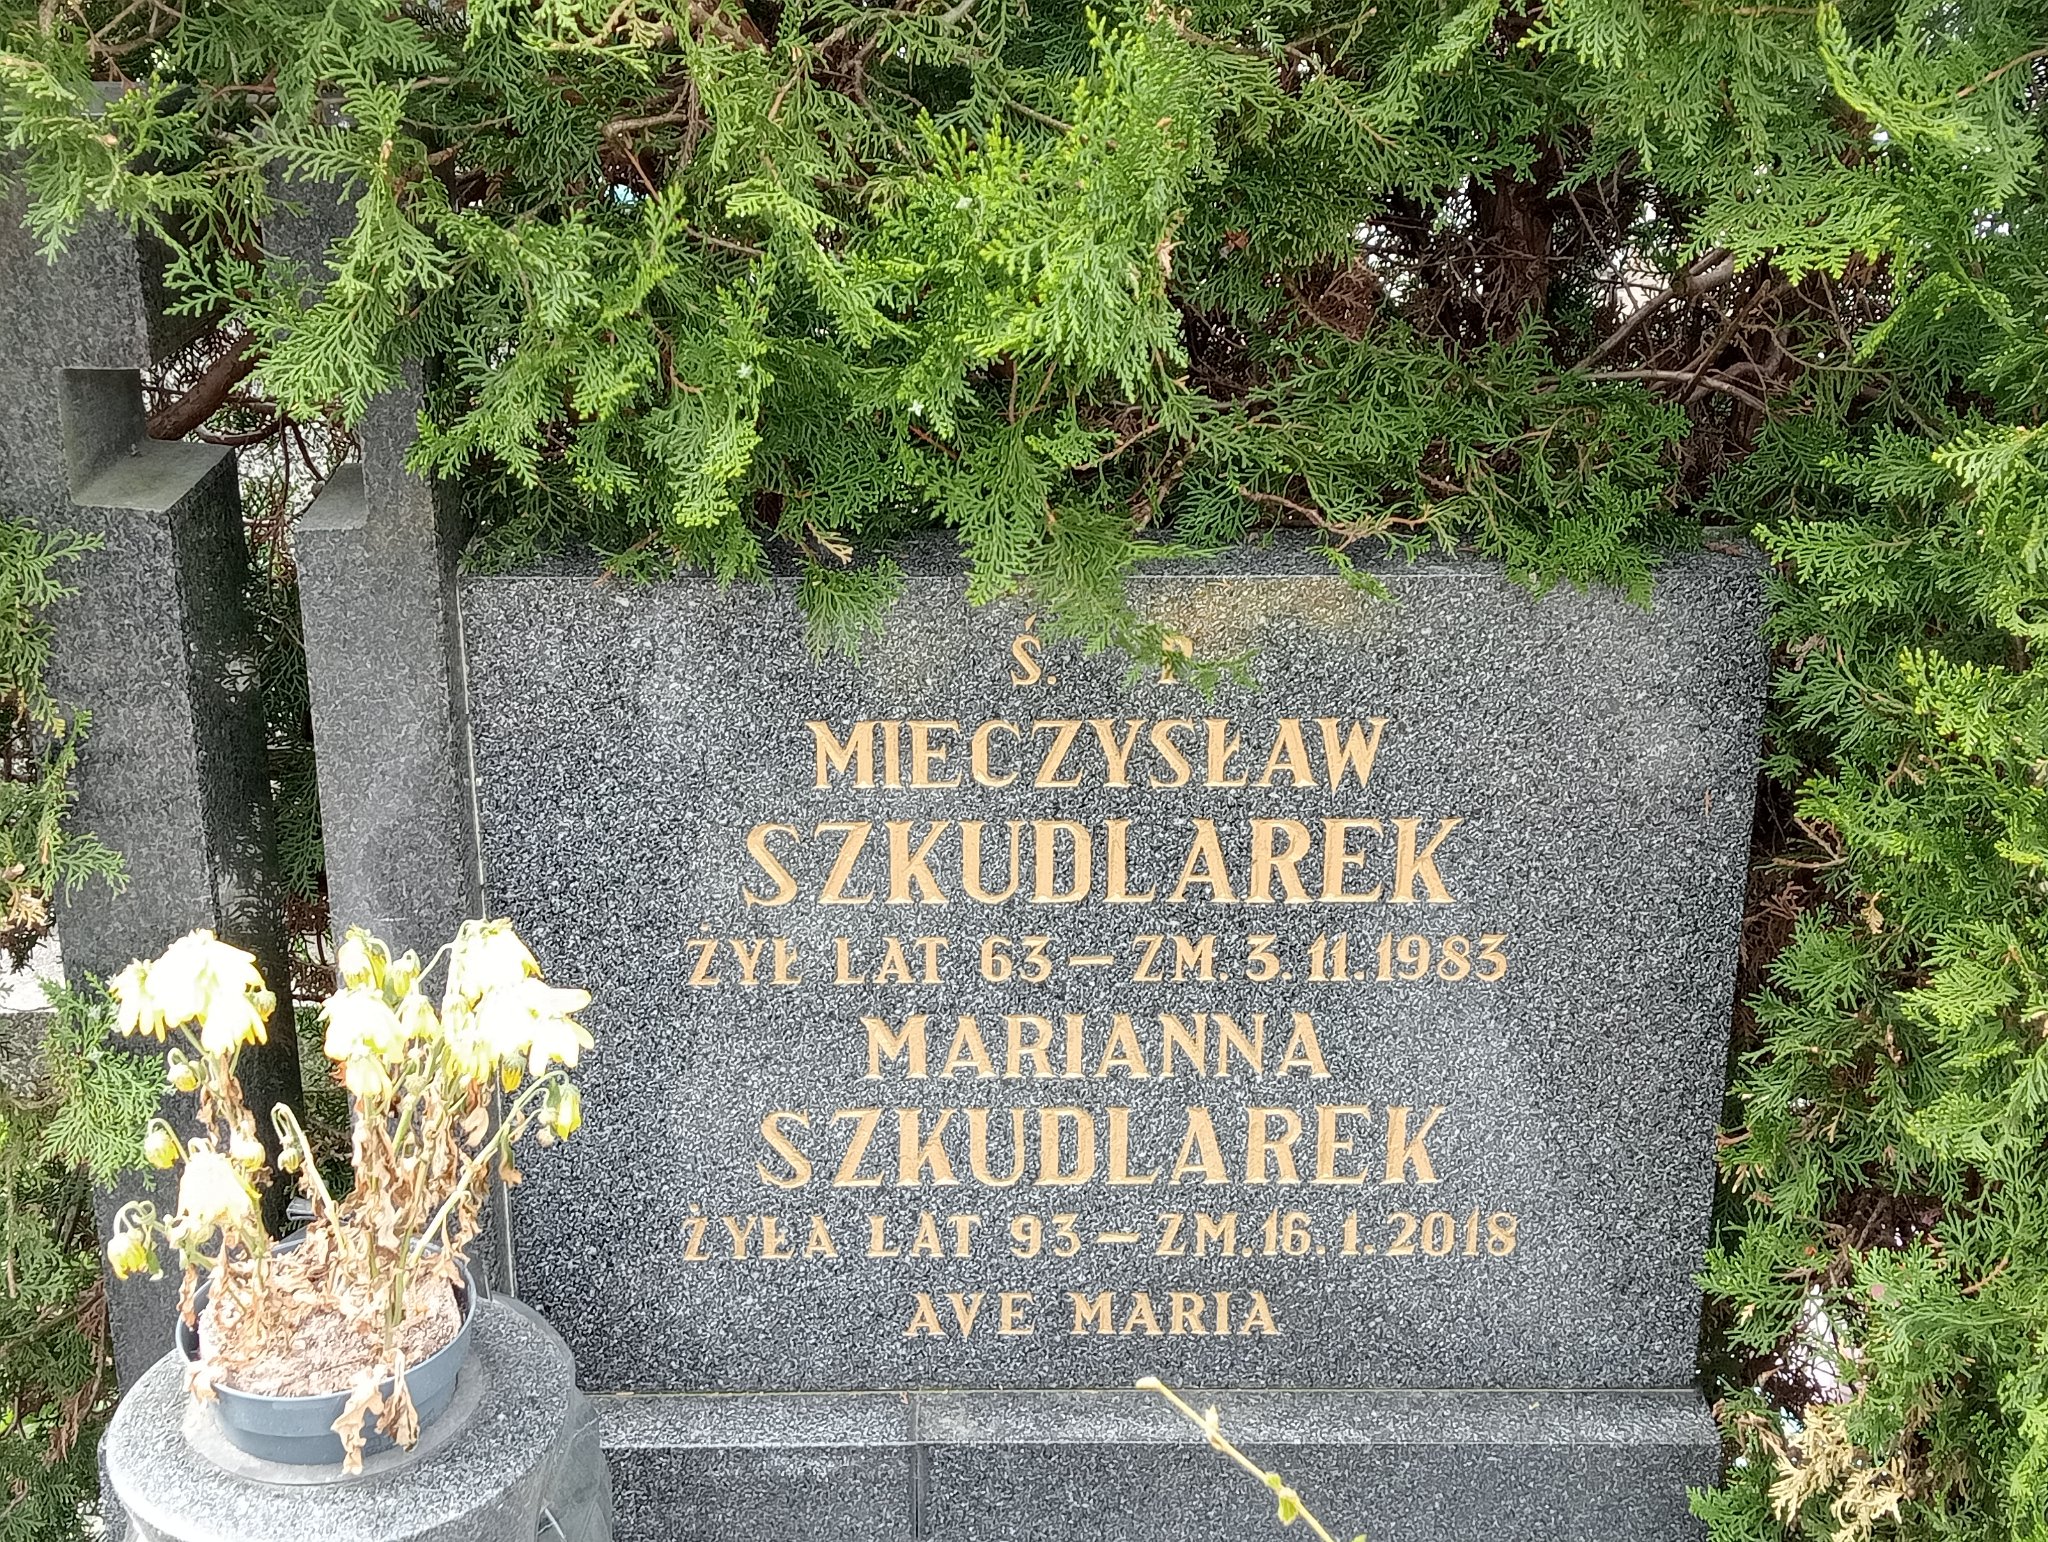 Ś. P
MIECZYSŁAW
SZKUDLAREK
ŻYŁ LAT 63 – ZM. 3.11.1983
MARIANNA
SZKUDLAREK
ŻYŁA LAT 93 – ZM. 16.1.2018
AVE MARIA